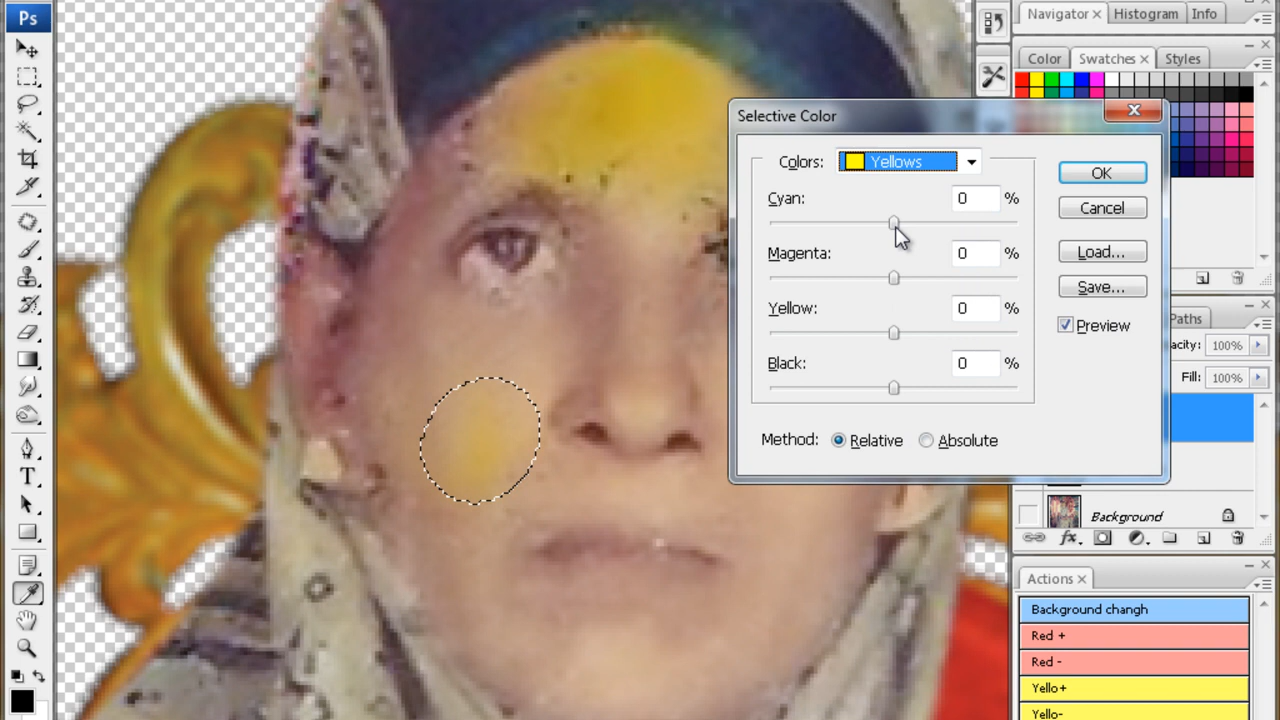 Ps
Navigator × Histogram Info
Color Swatches × Styles
Selective Color
Colors: Yellows
Cyan: 0 %
Magenta: 0 %
Yellow: 0 %
Black: 0 %
Method: Relative Absolute
OK
Cancel
Load...
Save...
Preview
Paths
acity: 100%
Fill: 100%
Background
fx
T
Actions ×
Background changh
Red +
Red -
Yello+
Yello-